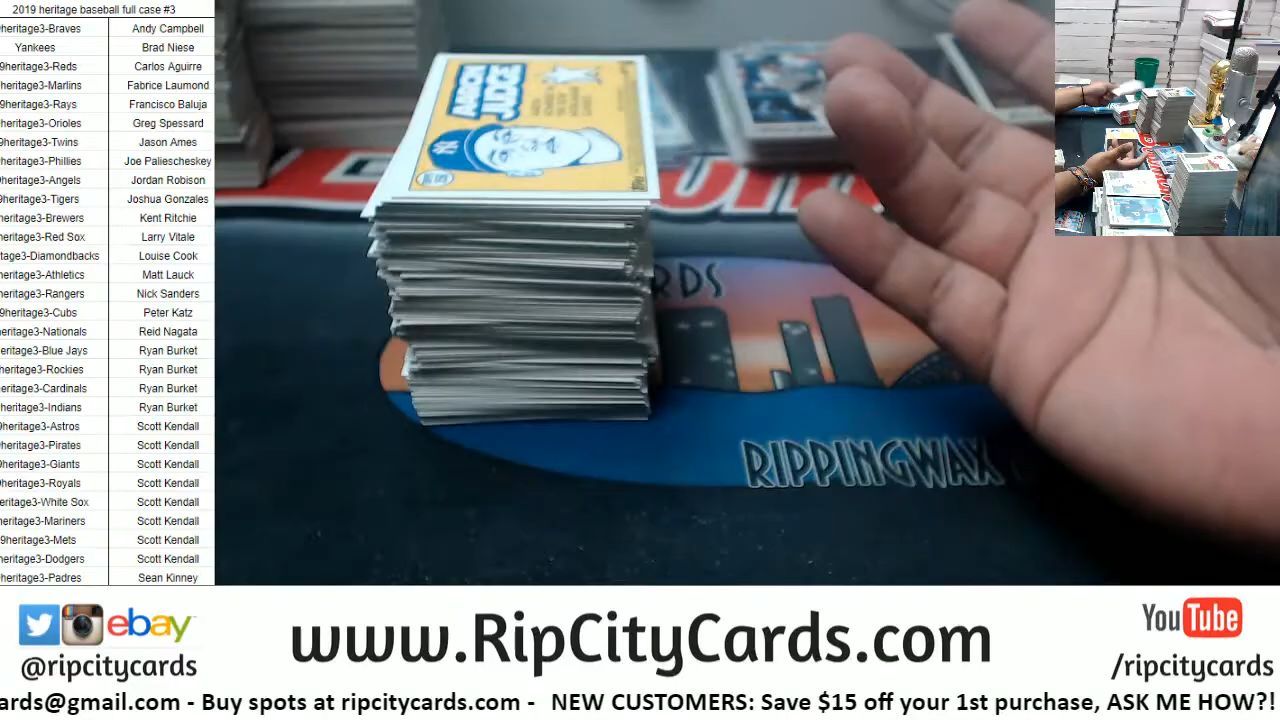 2019 heritage baseball full case #3
heritage3-Braves Andy Campbell
Yankees Brad Niese
9heritage3-Reds Carlos Aguirre
heritage3-Marlins Fabrice Laumond
9heritage3-Rays Francisco Baluja
heritage3-Orioles Greg Spessard
9heritage3-Twins Jason Ames
heritage3-Phillies Joe Paliescheskey
heritage3-Angels Jordan Robison
9heritage3-Tigers Joshua Gonzales
heritage3-Brewers Kent Ritchie
eritage3-Red Sox Larry Vitale
tage3-Diamondbacks Louise Cook
heritage3-Athletics Matt Lauck
heritage3-Rangers Nick Sanders
9heritage3-Cubs Peter Katz
eritage3-Nationals Reid Nagata
eritage3-Blue Jays Ryan Burket
heritage3-Rockies Ryan Burket
eritage3-Cardinals Ryan Burket
heritage3-Indians Ryan Burket
heritage3-Astros Scott Kendall
heritage3-Pirates Scott Kendall
9heritage3-Giants Scott Kendall
heritage3-Royals Scott Kendall
eritage3-White Sox Scott Kendall
heritage3-Mariners Scott Kendall
9heritage3-Mets Scott Kendall
heritage3-Dodgers Scott Kendall
heritage3-Padres Sean Kinney
AARON JUDGE
RDS
RIPPINGWAX
ebay
@ripcitycards
www.RipCityCards.com
YouTube
/ripcitycards
ards@gmail.com - Buy spots at ripcitycards.com - NEW CUSTOMERS: Save $15 off your 1st purchase, ASK ME HOW?!